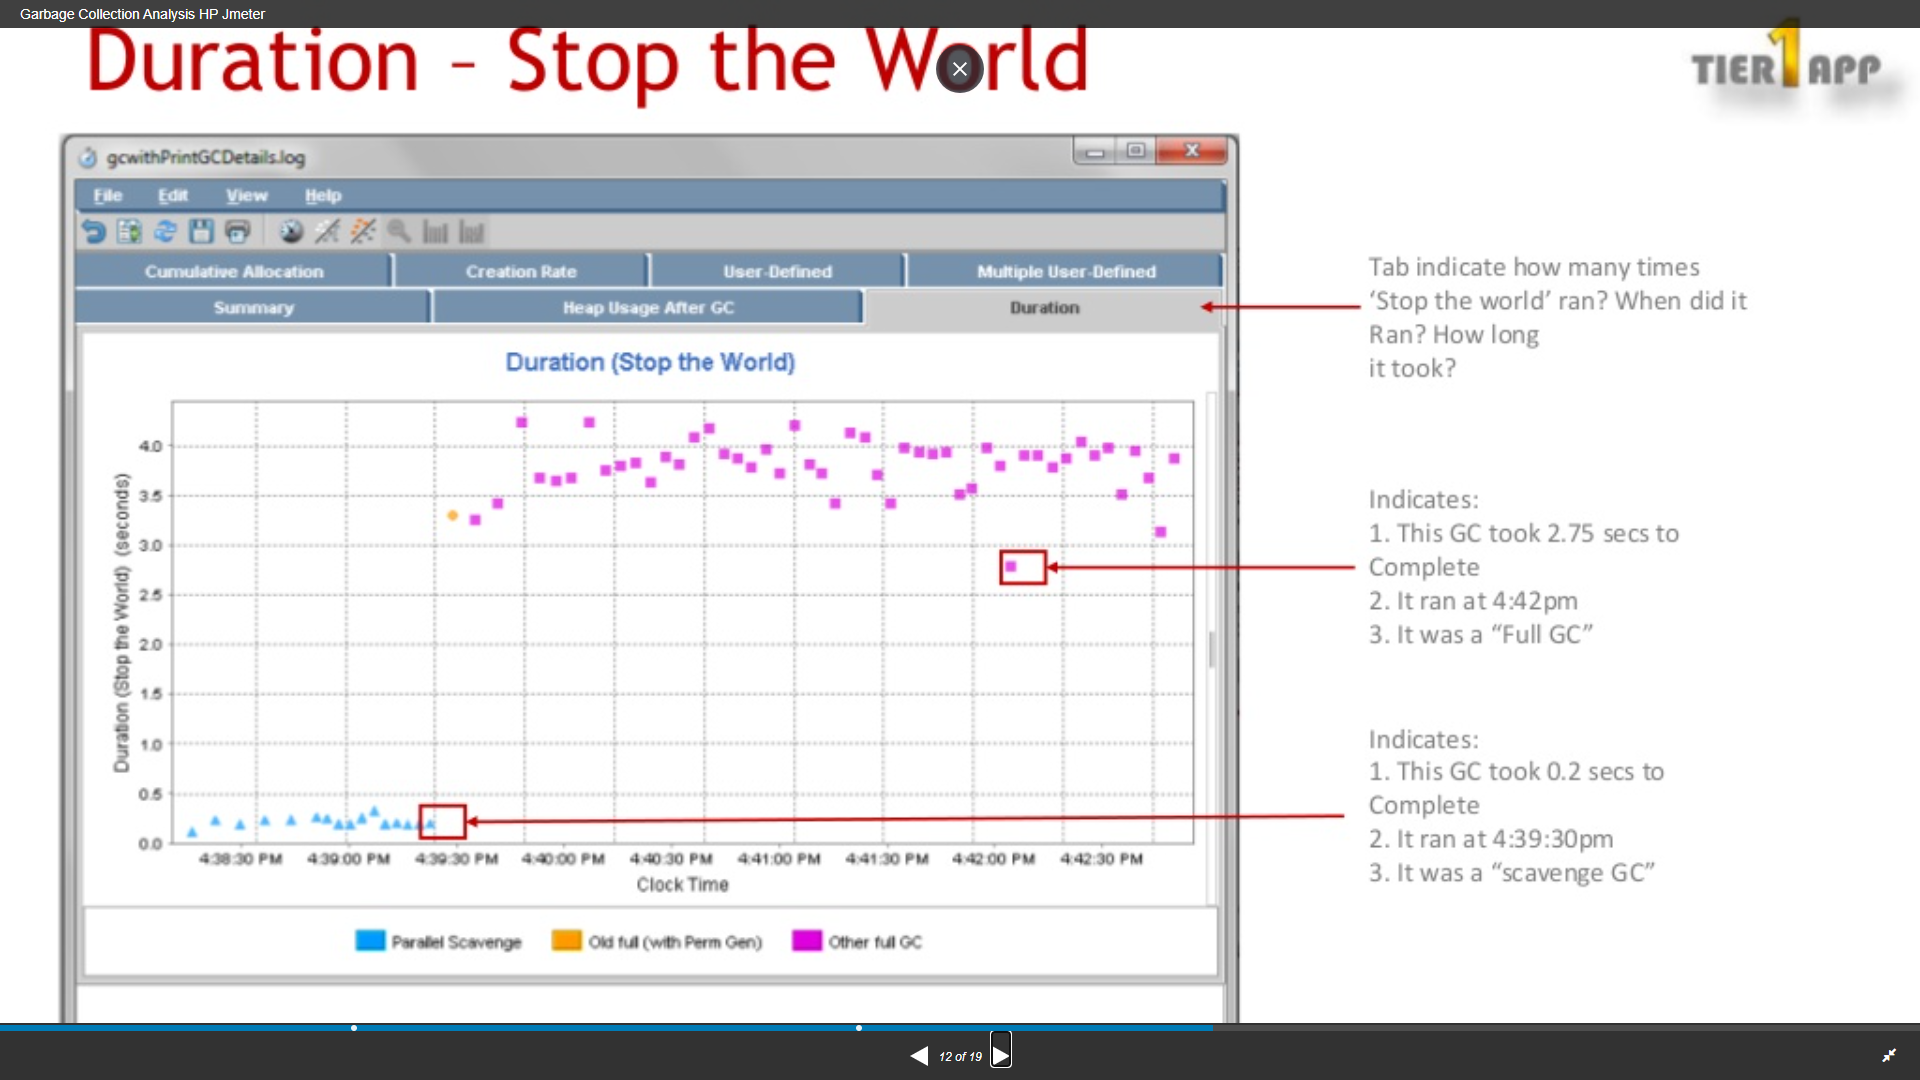 Garbage Collection Analysis HP Jmeter
Duration - Stop the World
TIER1APP
gcwithPrintGCDetails.log
File Edit View Help
Cumulative Allocation Creation Rate User-Defined Multiple User-Defined
Summary Heap Usage After GC Duration
Tab indicate how many times
‘Stop the world’ ran? When did it
Ran? How long
it took?
Duration (Stop the World)
Duration (Stop the World) (seconds)
4.0
3.5
3.0
2.5
2.0
1.5
1.0
0.5
0.0
4:38:30 PM 4:39:00 PM 4:39:30 PM 4:40:00 PM 4:40:30 PM 4:41:00 PM 4:41:30 PM 4:42:00 PM 4:42:30 PM
Clock Time
Parallel Scavenge Old full (with Perm Gen) Other full GC
Indicates:
1. This GC took 2.75 secs to
Complete
2. It ran at 4:42pm
3. It was a “Full GC”
Indicates:
1. This GC took 0.2 secs to
Complete
2. It ran at 4:39:30pm
3. It was a “scavenge GC”
12 of 19